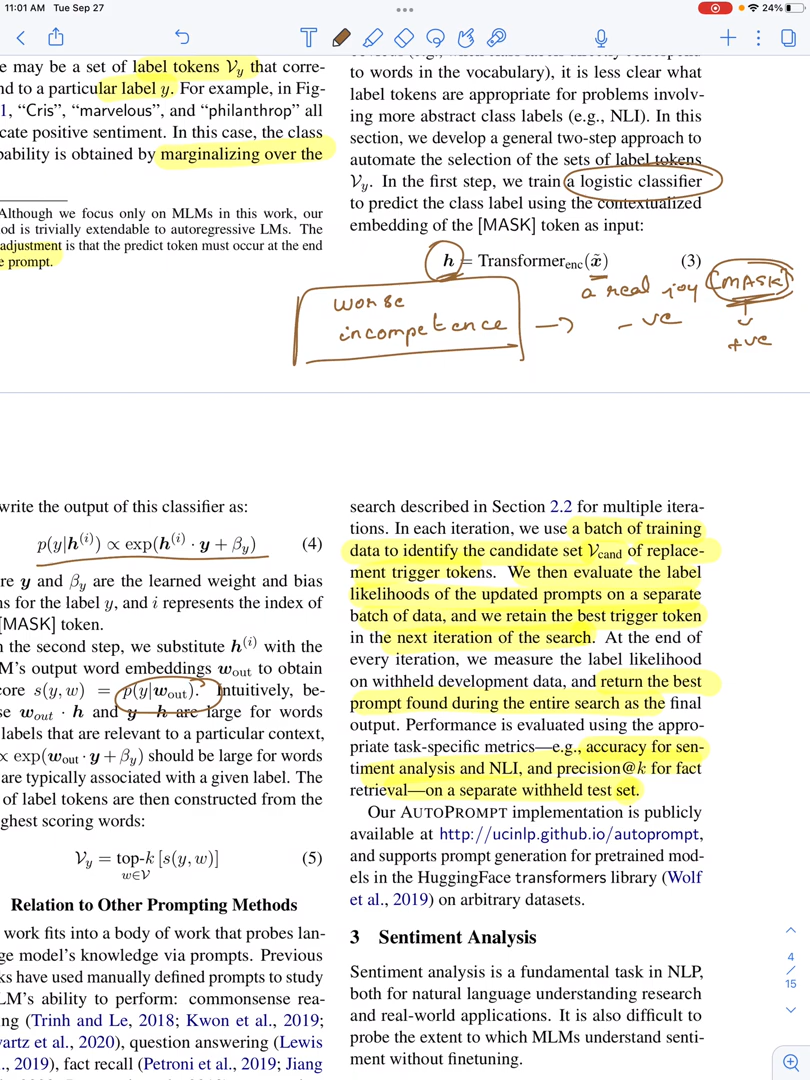 11:01 AM Tue Sep 27
24%
e may be a set of label tokens Vy that corre-
nd to a particular label y. For example, in Fig-
1, “Cris”, “marvelous”, and “philanthrop” all
cate positive sentiment. In this case, the class
bability is obtained by marginalizing over the
Although we focus only on MLMs in this work, our
od is trivially extendable to autoregressive LMs. The
adjustment is that the predict token must occur at the end
e prompt.
to words in the vocabulary), it is less clear what
label tokens are appropriate for problems involv-
ing more abstract class labels (e.g., NLI). In this
section, we develop a general two-step approach to
automate the selection of the sets of label tokens
Vy. In the first step, we train a logistic classifier
to predict the class label using the contextualized
embedding of the [MASK] token as input:
h = Transformer_enc(x̃) (3)
a real joy [MASK]
worse
incompetence → - ve
+ve
write the output of this classifier as:
p(y|h^(i)) ∝ exp(h^(i) · y + βy) (4)
re y and βy are the learned weight and bias
ns for the label y, and i represents the index of
[MASK] token.
n the second step, we substitute h^(i) with the
M’s output word embeddings w_out to obtain
core s(y, w) = p(y|w_out). Intuitively, be-
se w_out · h and y · h are large for words
labels that are relevant to a particular context,
∝ exp(w_out · y + βy) should be large for words
are typically associated with a given label. The
of label tokens are then constructed from the
ghest scoring words:
Vy = top-k [s(y, w)] (5)
w∈V
Relation to Other Prompting Methods
work fits into a body of work that probes lan-
ge model’s knowledge via prompts. Previous
ks have used manually defined prompts to study
LM’s ability to perform: commonsense rea-
ing (Trinh and Le, 2018; Kwon et al., 2019;
wartz et al., 2020), question answering (Lewis
., 2019), fact recall (Petroni et al., 2019; Jiang
search described in Section 2.2 for multiple itera-
tions. In each iteration, we use a batch of training
data to identify the candidate set V_cand of replace-
ment trigger tokens. We then evaluate the label
likelihoods of the updated prompts on a separate
batch of data, and we retain the best trigger token
in the next iteration of the search. At the end of
every iteration, we measure the label likelihood
on withheld development data, and return the best
prompt found during the entire search as the final
output. Performance is evaluated using the appro-
priate task-specific metrics—e.g., accuracy for sen-
timent analysis and NLI, and precision@k for fact
retrieval—on a separate withheld test set.
Our AUTOPROMPT implementation is publicly
available at http://ucinlp.github.io/autoprompt,
and supports prompt generation for pretrained mod-
els in the HuggingFace transformers library (Wolf
et al., 2019) on arbitrary datasets.
3 Sentiment Analysis
Sentiment analysis is a fundamental task in NLP,
both for natural language understanding research
and real-world applications. It is also difficult to
probe the extent to which MLMs understand senti-
ment without finetuning.
4
/
15